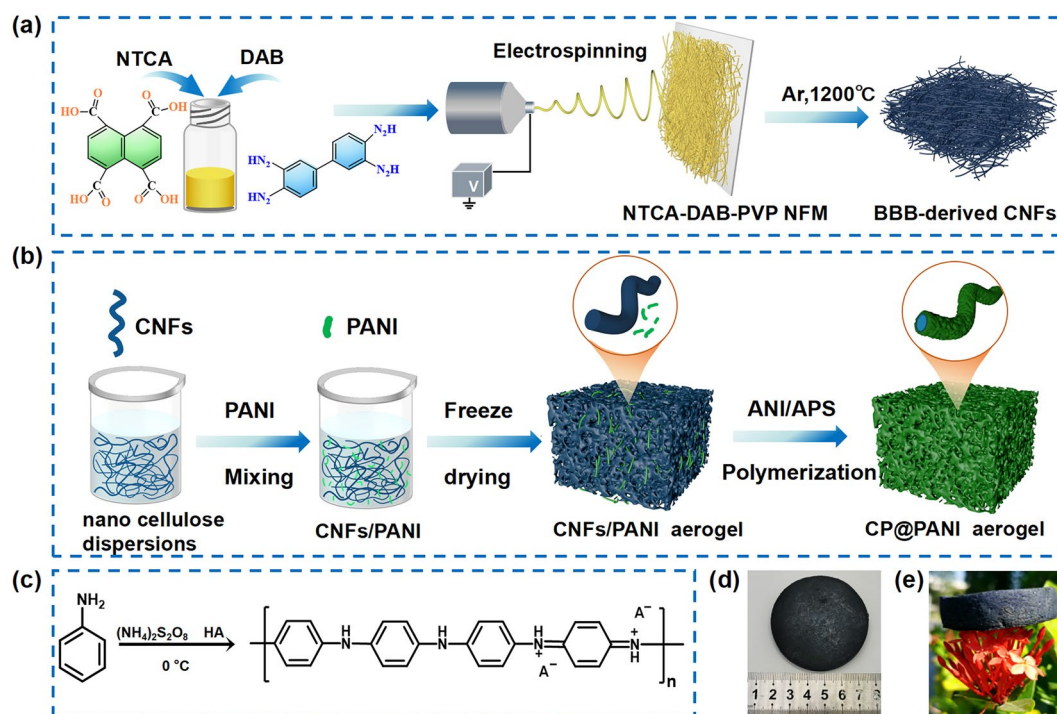 (a)
NTCA
DAB
O
OH
HO
C
C
HO
C
O
C
O
OH
N₂H
HN₂
N₂H
HN₂
Electrospinning
V
NTCA-DAB-PVP NFM
Ar,1200℃
BBB-derived CNFs
(b)
CNFs
nano cellulose
dispersions
PANI
Mixing
PANI
CNFs/PANI
Freeze
drying
CNFs/PANI aerogel
ANI/APS
Polymerization
CP@PANI aerogel
(c)
NH₂
(NH₄)₂S₂O₈ HA
0 °C
H
N
N
H
H
N
+
A⁻
A⁻
+
N
H
n
(d)
1 2 3 4 5 6 7 8
(e)